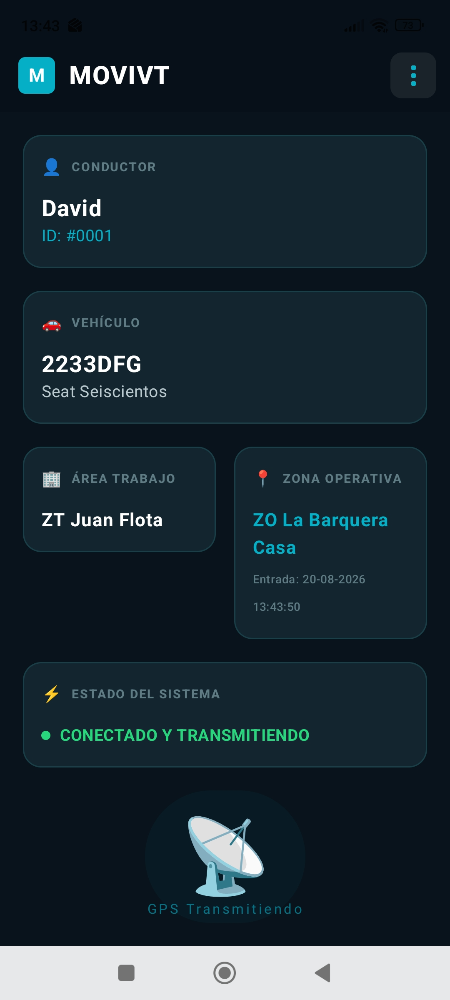 13:43
73
M
MOVIVT
CONDUCTOR
David
ID: #0001
VEHÍCULO
2233DFG
Seat Seiscientos
ÁREA TRABAJO
ZT Juan Flota
ZONA OPERATIVA
ZO La Barquera
Casa
Entrada: 20-08-2026
13:43:50
ESTADO DEL SISTEMA
CONECTADO Y TRANSMITIENDO
GPS Transmitiendo